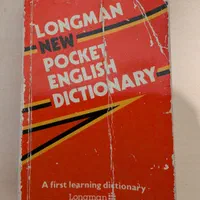 LONGMAN
NEW
POCKET
ENGLISH
DICTIONARY
A first learning dictionary
Longman